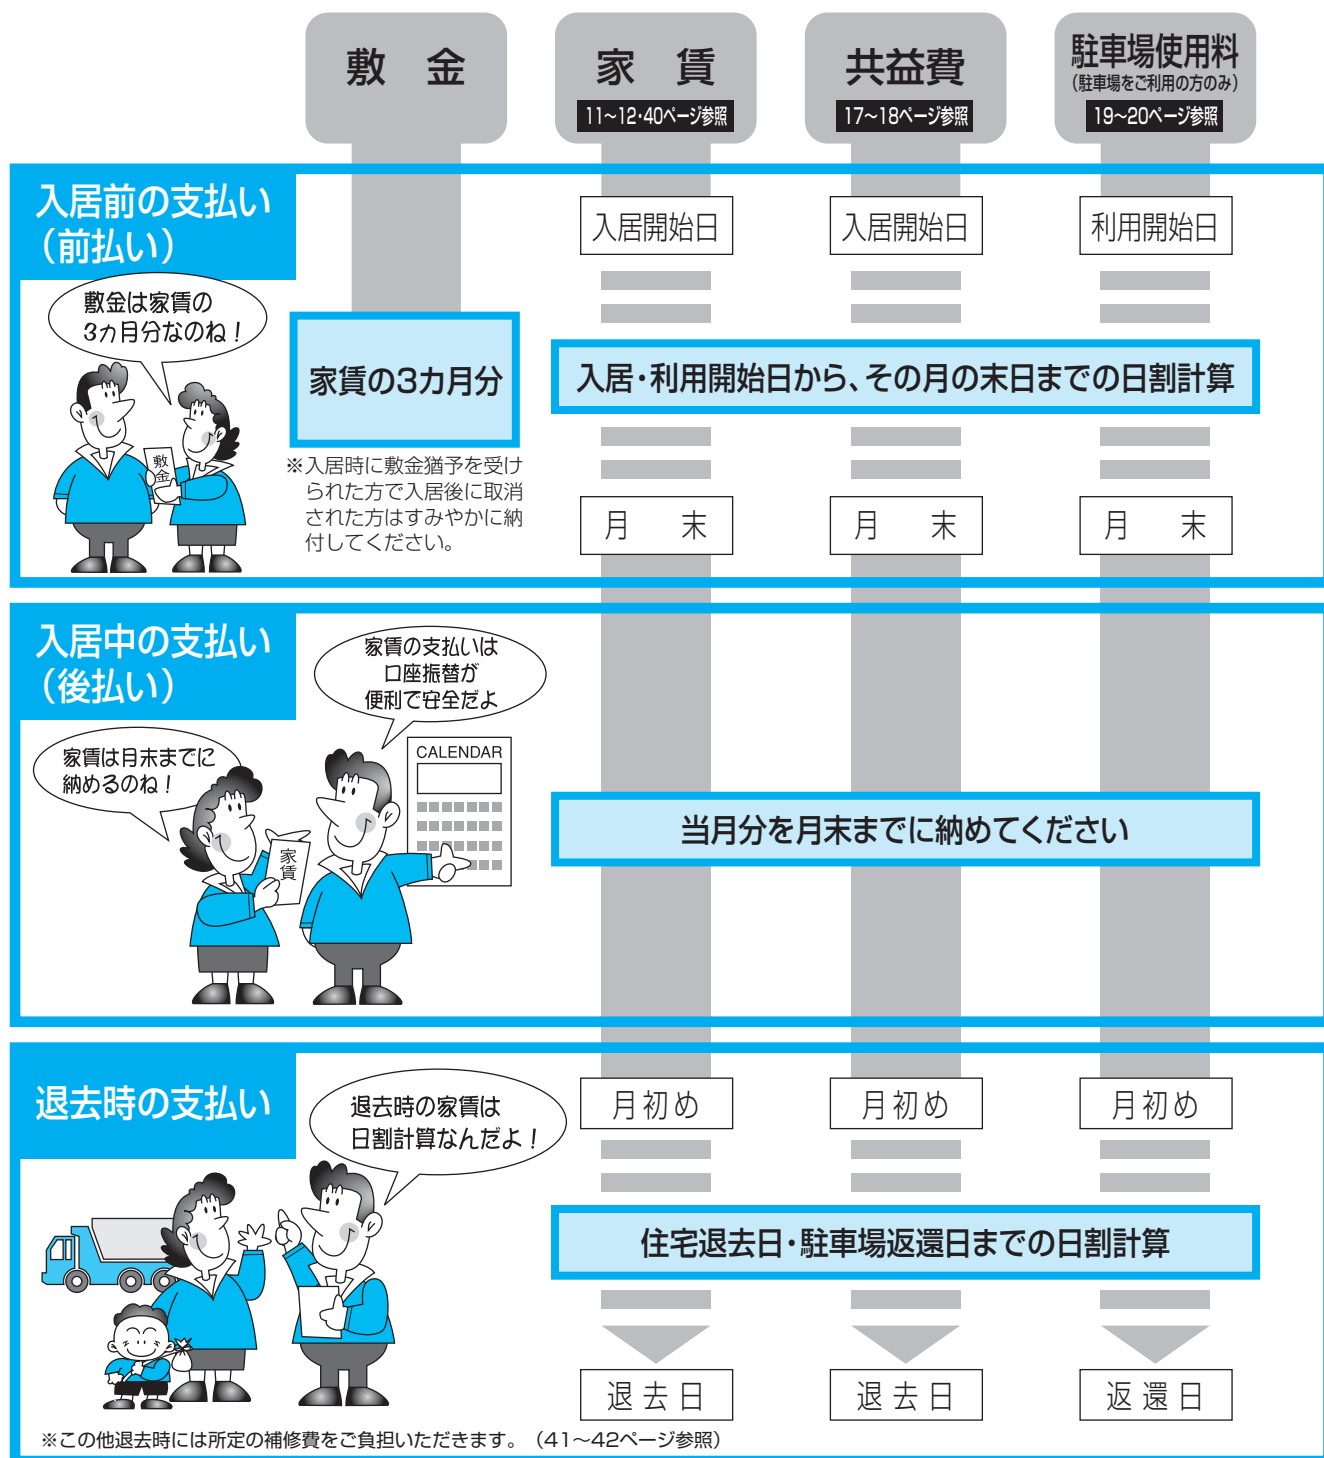 敷　金
家　賃
11～12・40ページ参照
共益費
17～18ページ参照
駐車場使用料
（駐車場をご利用の方のみ）
19～20ページ参照
入居前の支払い
（前払い）
敷金は家賃の
3カ月分なのね！
敷金
家賃の3カ月分
※入居時に敷金猶予を受け
られた方で入居後に取消
された方はすみやかに納
付してください。
入居開始日
入居開始日
利用開始日
入居・利用開始日から、その月の末日までの日割計算
月　末
月　末
月　末
入居中の支払い
（後払い）
家賃の支払いは
口座振替が
便利で安全だよ
家賃は月末までに
納めるのね！
CALENDAR
家賃
当月分を月末までに納めてください
退去時の支払い
退去時の家賃は
日割計算なんだよ！
月初め
月初め
月初め
住宅退去日・駐車場返還日までの日割計算
退去日
退去日
返還日
※この他退去時には所定の補修費をご負担いただきます。（41～42ページ参照）